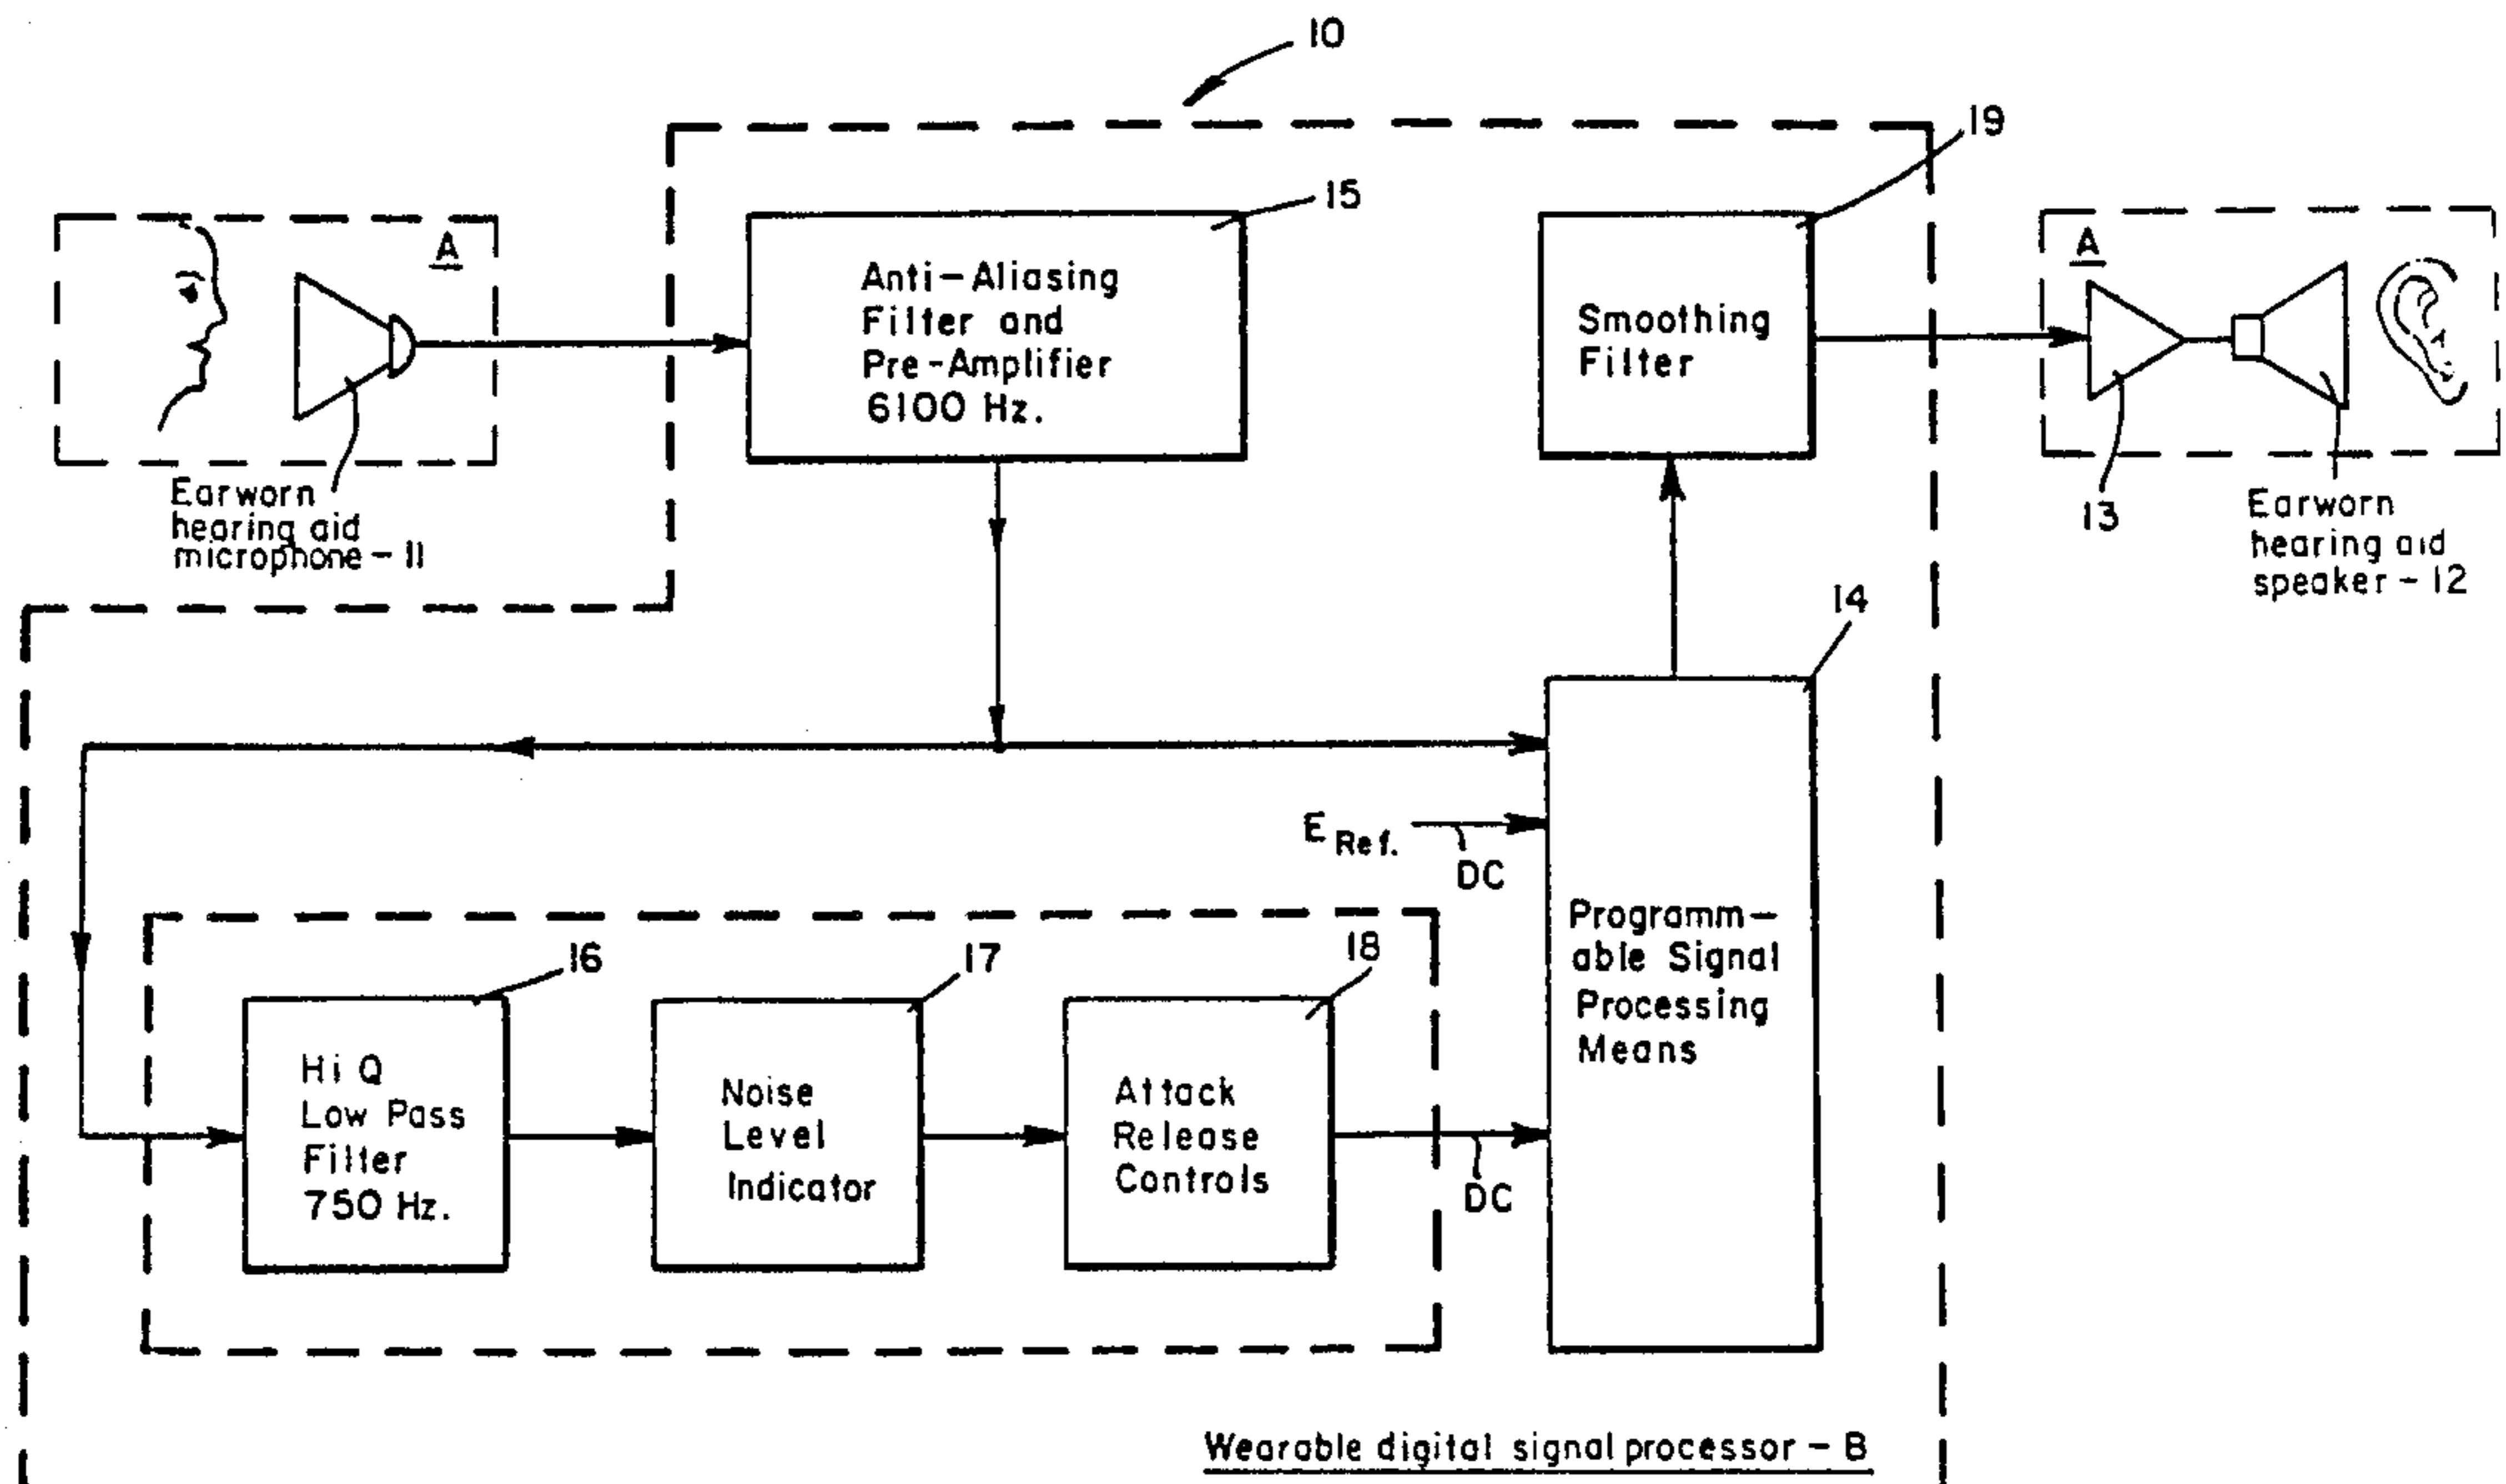 10
19
15
A
Anti-Aliasing
Filter and
Pre-Amplifier
6100 Hz.
Smoothing
Filter
A
Earworn
hearing aid
microphone - 11
13
Earworn
hearing aid
speaker - 12
14
E Ref.
DC
Programm-
able Signal
Processing
Means
16
17
18
Hi Q
Low Pass
Filter
750 Hz.
Noise
Level
Indicator
Attack
Release
Controls
DC
Wearable digital signal processor - B